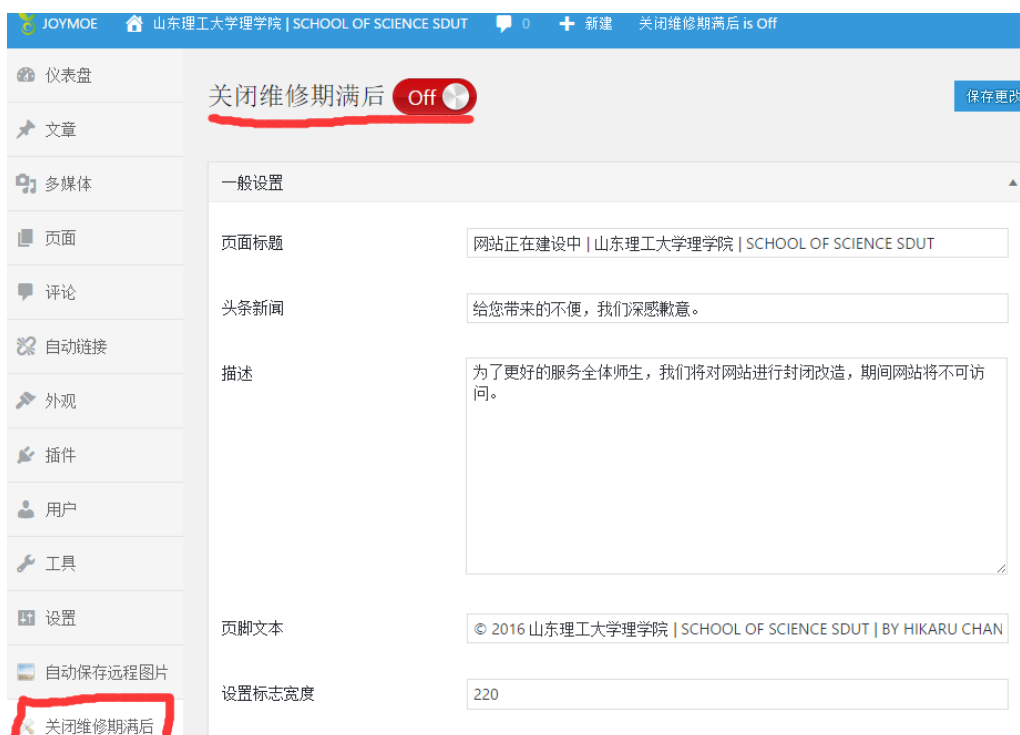 JOYMOE 山东理工大学理学院 | SCHOOL OF SCIENCE SDUT 0 新建 关闭维修期满后 is Off
仪表盘
文章
多媒体
页面
评论
自动链接
外观
插件
用户
工具
设置
自动保存远程图片
关闭维修期满后
关闭维修期满后 Off
保存更改
一般设置
页面标题
网站正在建设中 | 山东理工大学理学院 | SCHOOL OF SCIENCE SDUT
头条新闻
给您带来的不便，我们深感歉意。
描述
为了更好的服务全体师生，我们将对网站进行封闭改造，期间网站将不可访
问。
页脚文本
© 2016 山东理工大学理学院 | SCHOOL OF SCIENCE SDUT | BY HIKARU CHAN
设置标志宽度
220